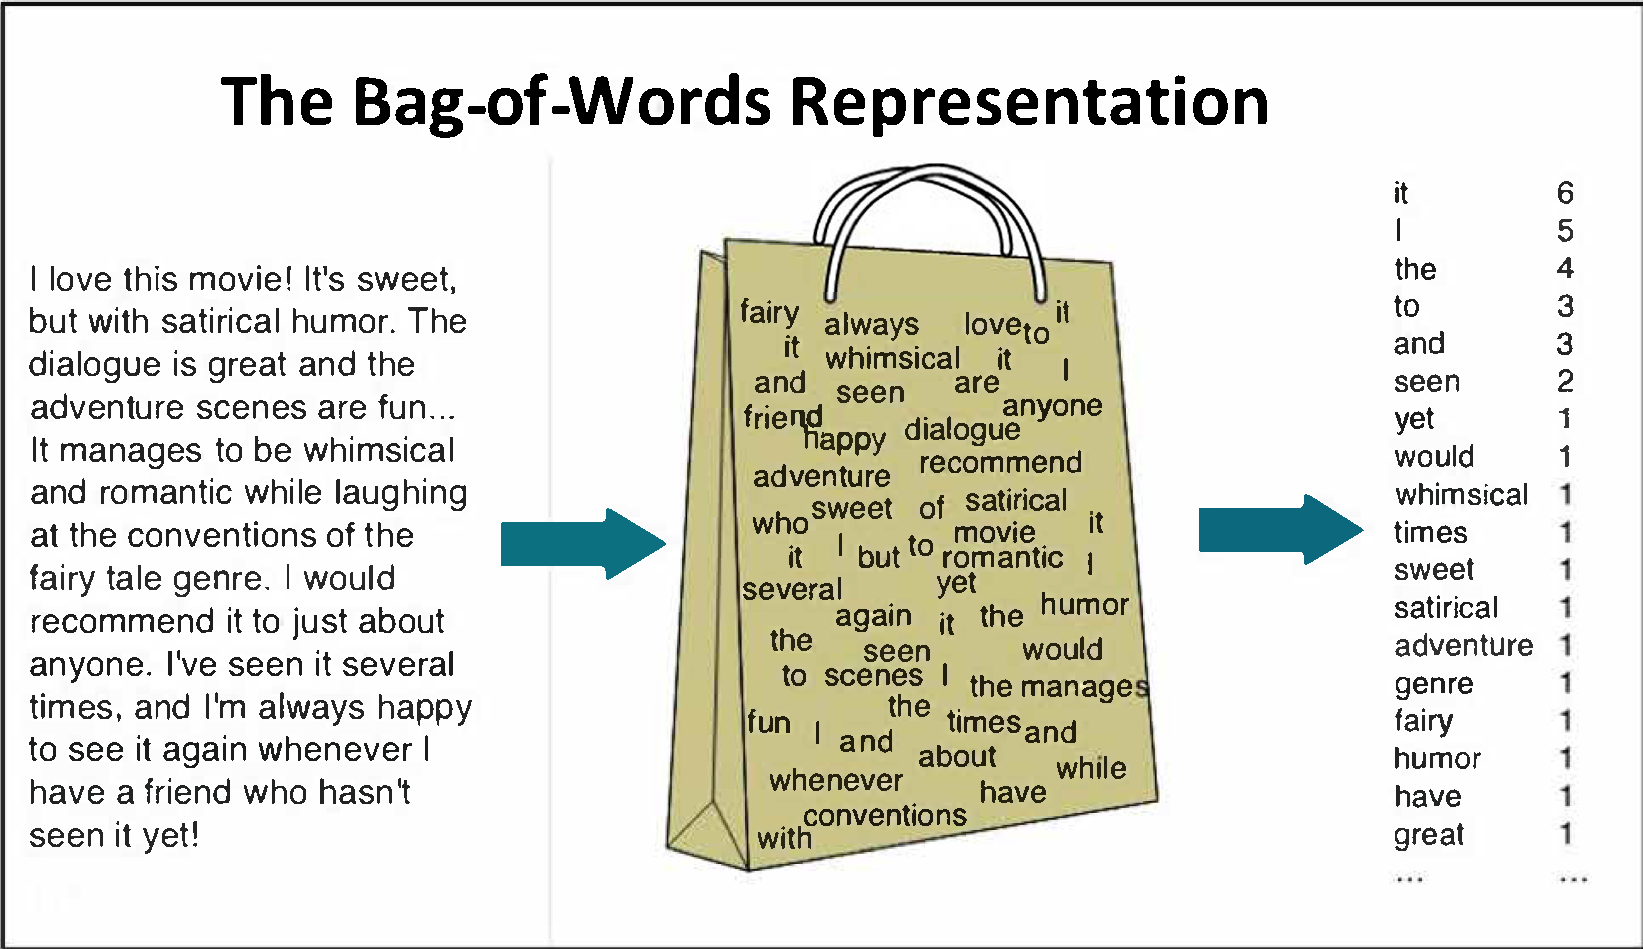 The Bag-of-Words Representation
I love this movie! It's sweet,
but with satirical humor. The
dialogue is great and the
adventure scenes are fun...
It manages to be whimsical
and romantic while laughing
at the conventions of the
fairy tale genre. I would
recommend it to just about
anyone. I've seen it several
times, and I'm always happy
to see it again whenever I
have a friend who hasn't
seen it yet!
fairy always love to it
it whimsical it I
and seen are
friend anyone
happy dialogue
adventure recommend
who sweet of satirical
it I but to movie it
romantic I
several yet
again it the humor
the seen would
to scenes I the manages
fun I the times and
and about
whenever have while
conventions
with
it 6
I 5
the 4
to 3
and 3
seen 2
yet 1
would 1
whimsical 1
times 1
sweet 1
satirical 1
adventure 1
genre 1
fairy 1
humor 1
have 1
great 1
... ...